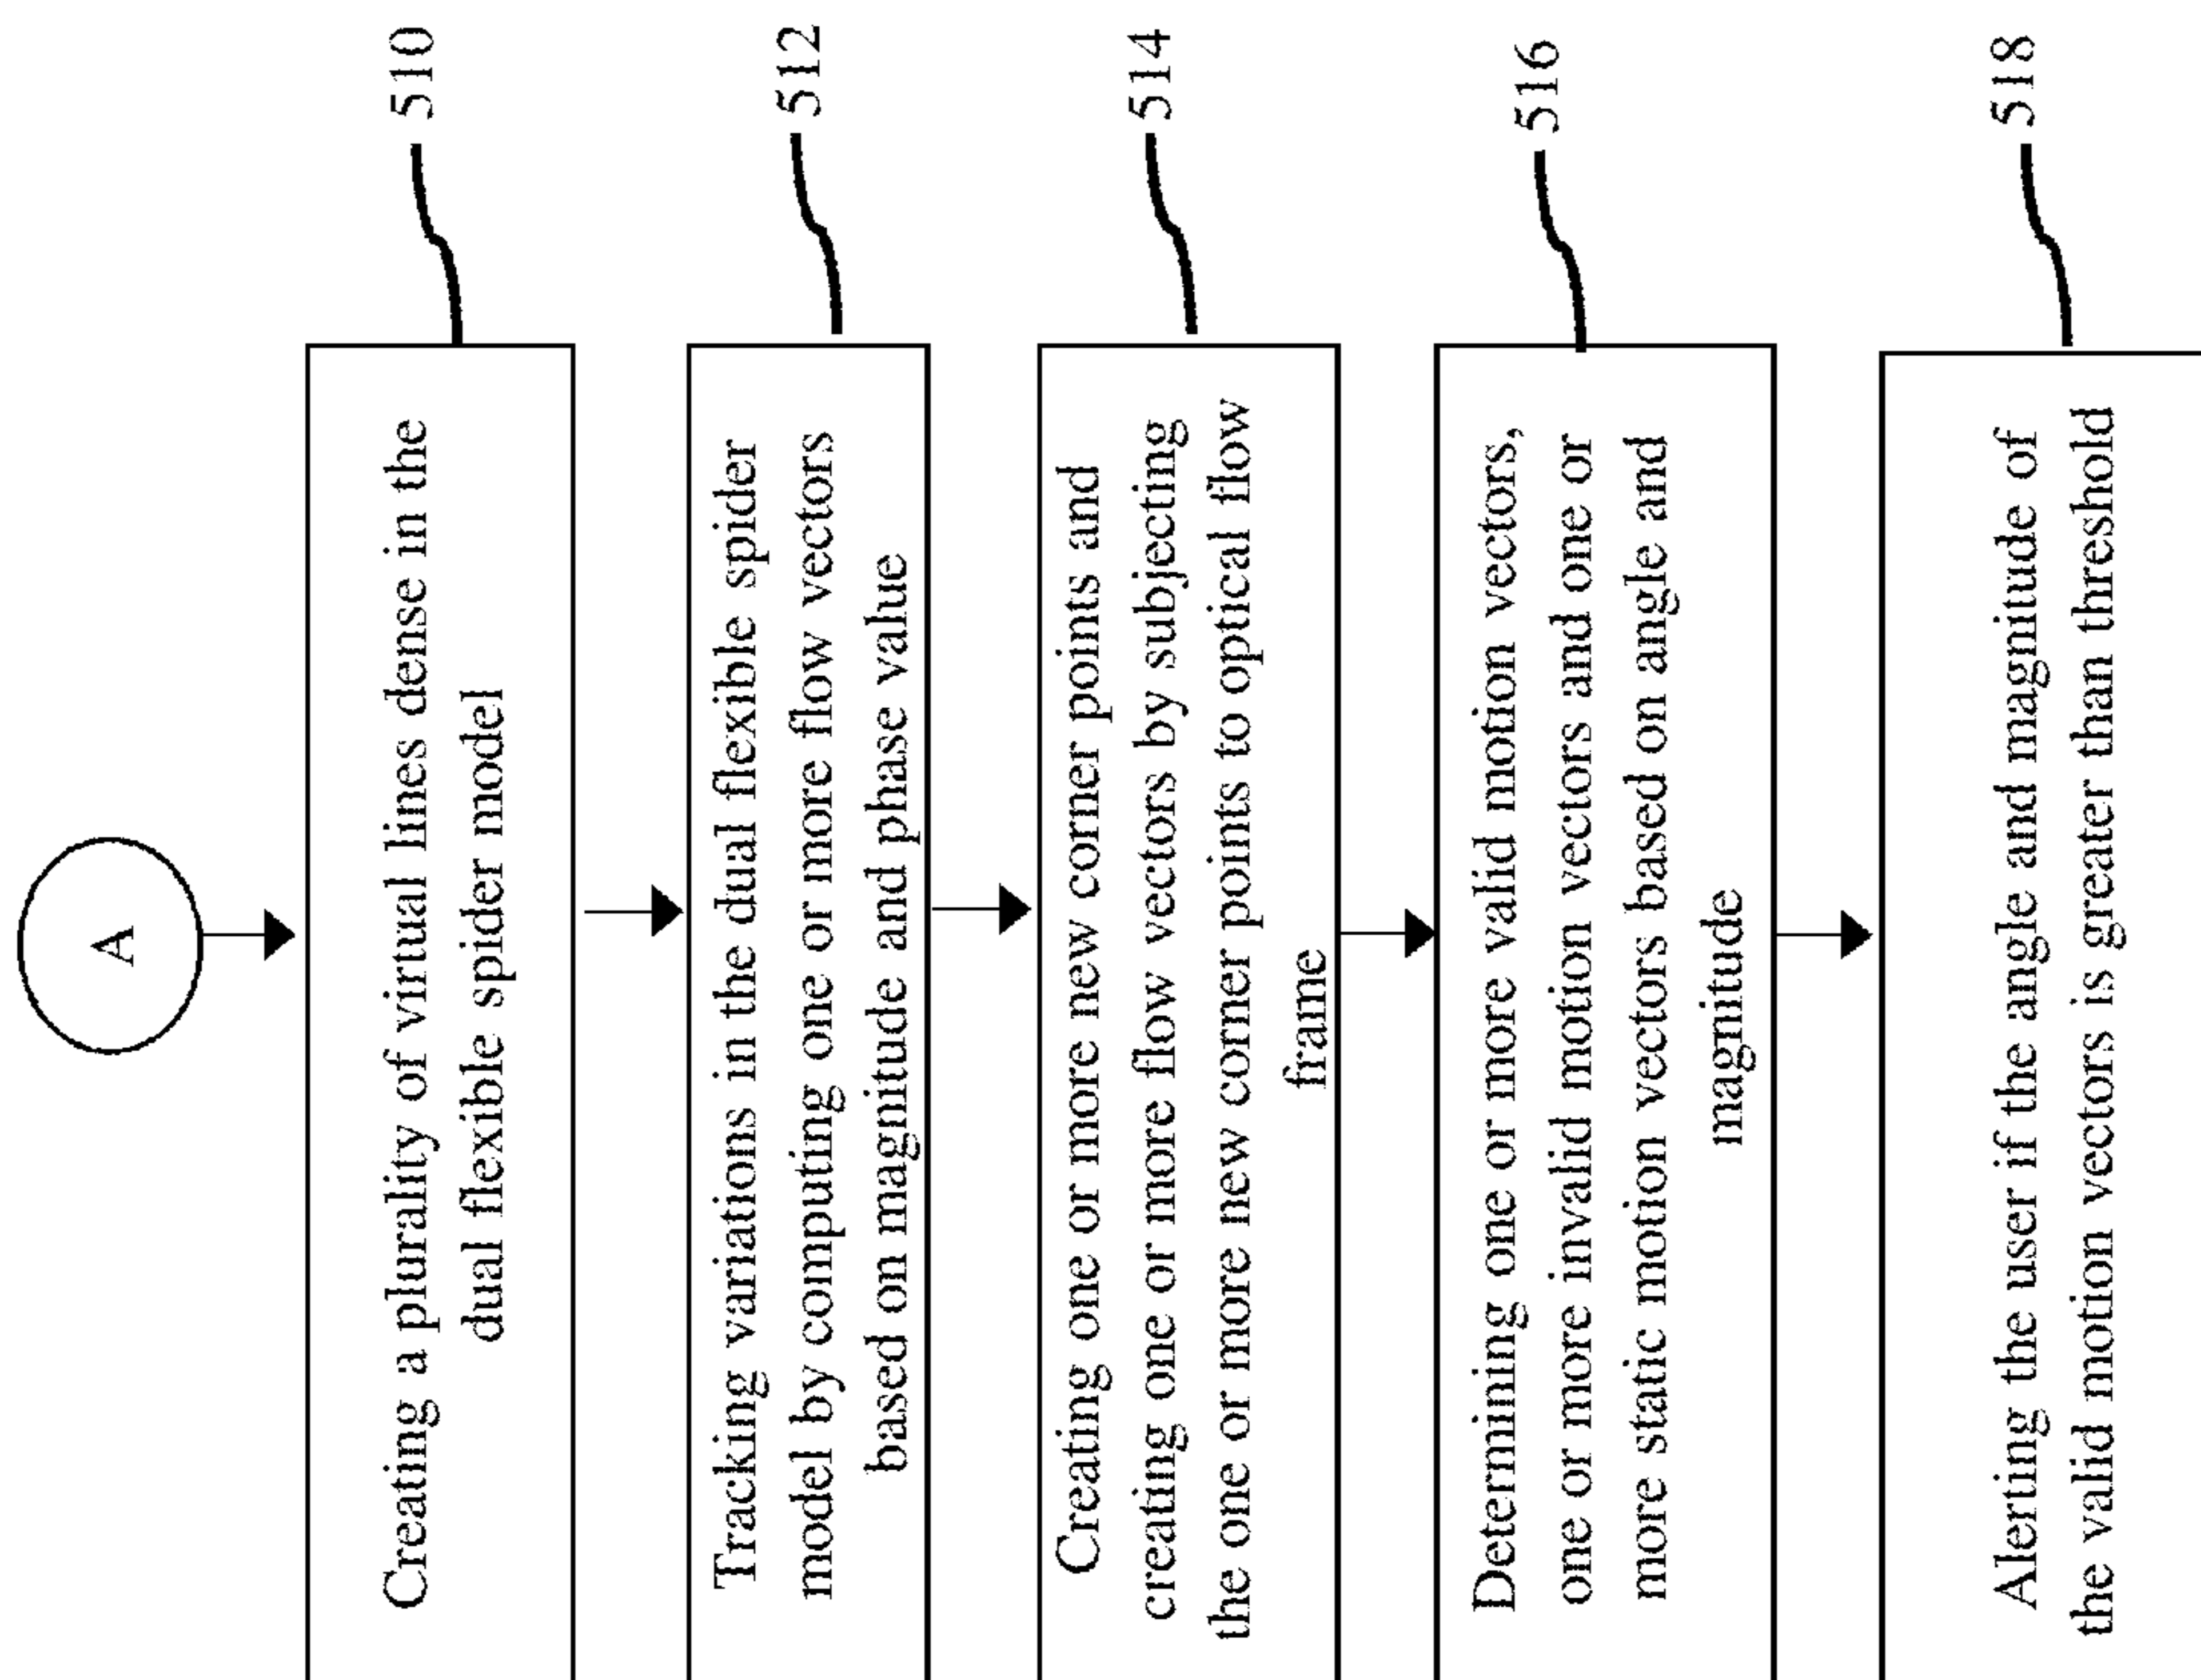 A
Creating a plurality of virtual lines dense in the
dual flexible spider model
510
Tracking variations in the dual flexible spider
model by computing one or more flow vectors
based on magnitude and phase value
512
Creating one or more new corner points and
creating one or more flow vectors by subjecting
the one or more new corner points to optical flow
frame
514
Determining one or more valid motion vectors,
one or more invalid motion vectors and one or
more static motion vectors based on angle and
magnitude
516
Alerting the user if the angle and magnitude of
the valid motion vectors is greater than threshold
518